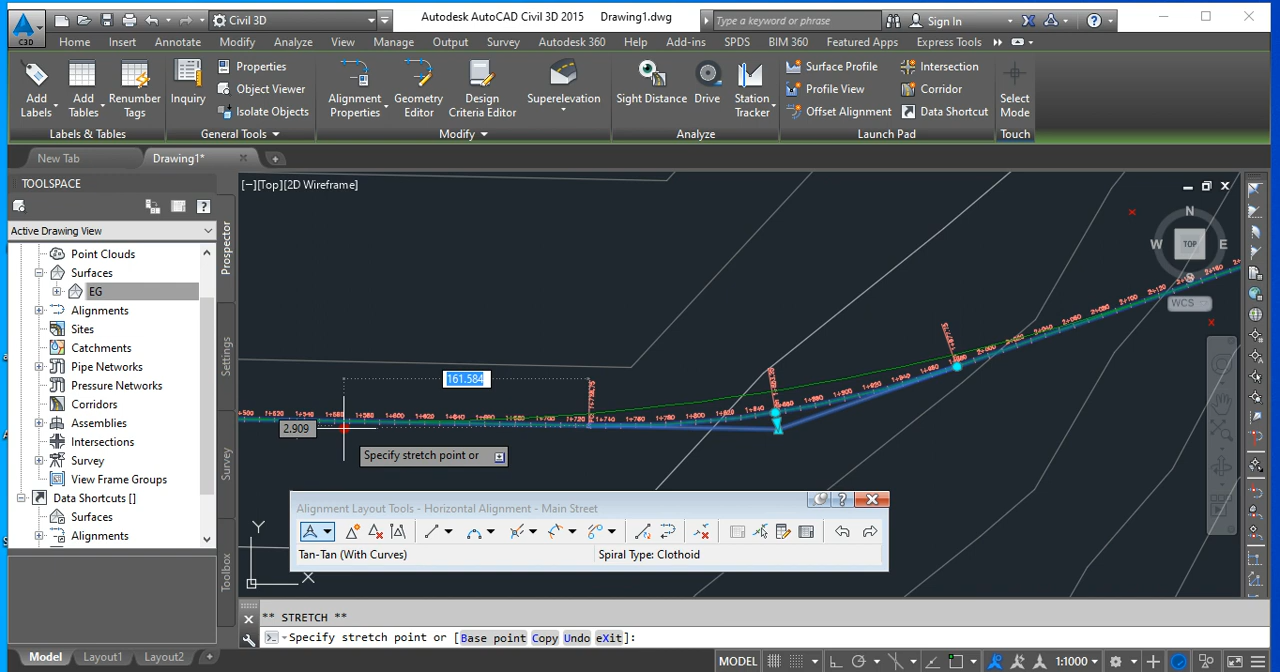 Civil 3D
Autodesk AutoCAD Civil 3D 2015 Drawing1.dwg
Type a keyword or phrase
Sign In
C3D
Home Insert Annotate Modify Analyze View Manage Output Survey Autodesk 360 Help Add-ins SPDS BIM 360 Featured Apps Express Tools
Add Labels
Add Tables
Renumber Tags
Labels & Tables
Inquiry
Properties
Object Viewer
Isolate Objects
General Tools
Alignment Properties
Geometry Editor
Design Criteria Editor
Superelevation
Modify
Sight Distance
Drive
Station Tracker
Analyze
Surface Profile
Profile View
Offset Alignment
Intersection
Corridor
Data Shortcut
Launch Pad
Select Mode
Touch
New Tab
Drawing1*
TOOLSPACE
Active Drawing View
Point Clouds
Surfaces
EG
Alignments
Sites
Catchments
Pipe Networks
Pressure Networks
Corridors
Assemblies
Intersections
Survey
View Frame Groups
Data Shortcuts []
Surfaces
Alignments
Prospector
Settings
Survey
Toolbox
[−][Top][2D Wireframe]
N
W TOP E
S
WCS
161.584
2.909
Specify stretch point or
Y
X
Alignment Layout Tools - Horizontal Alignment - Main Street
Tan-Tan (With Curves)
Spiral Type: Clothoid
** STRETCH **
Specify stretch point or [Base point Copy Undo eXit]:
Model Layout1 Layout2 +
MODEL
1:1000